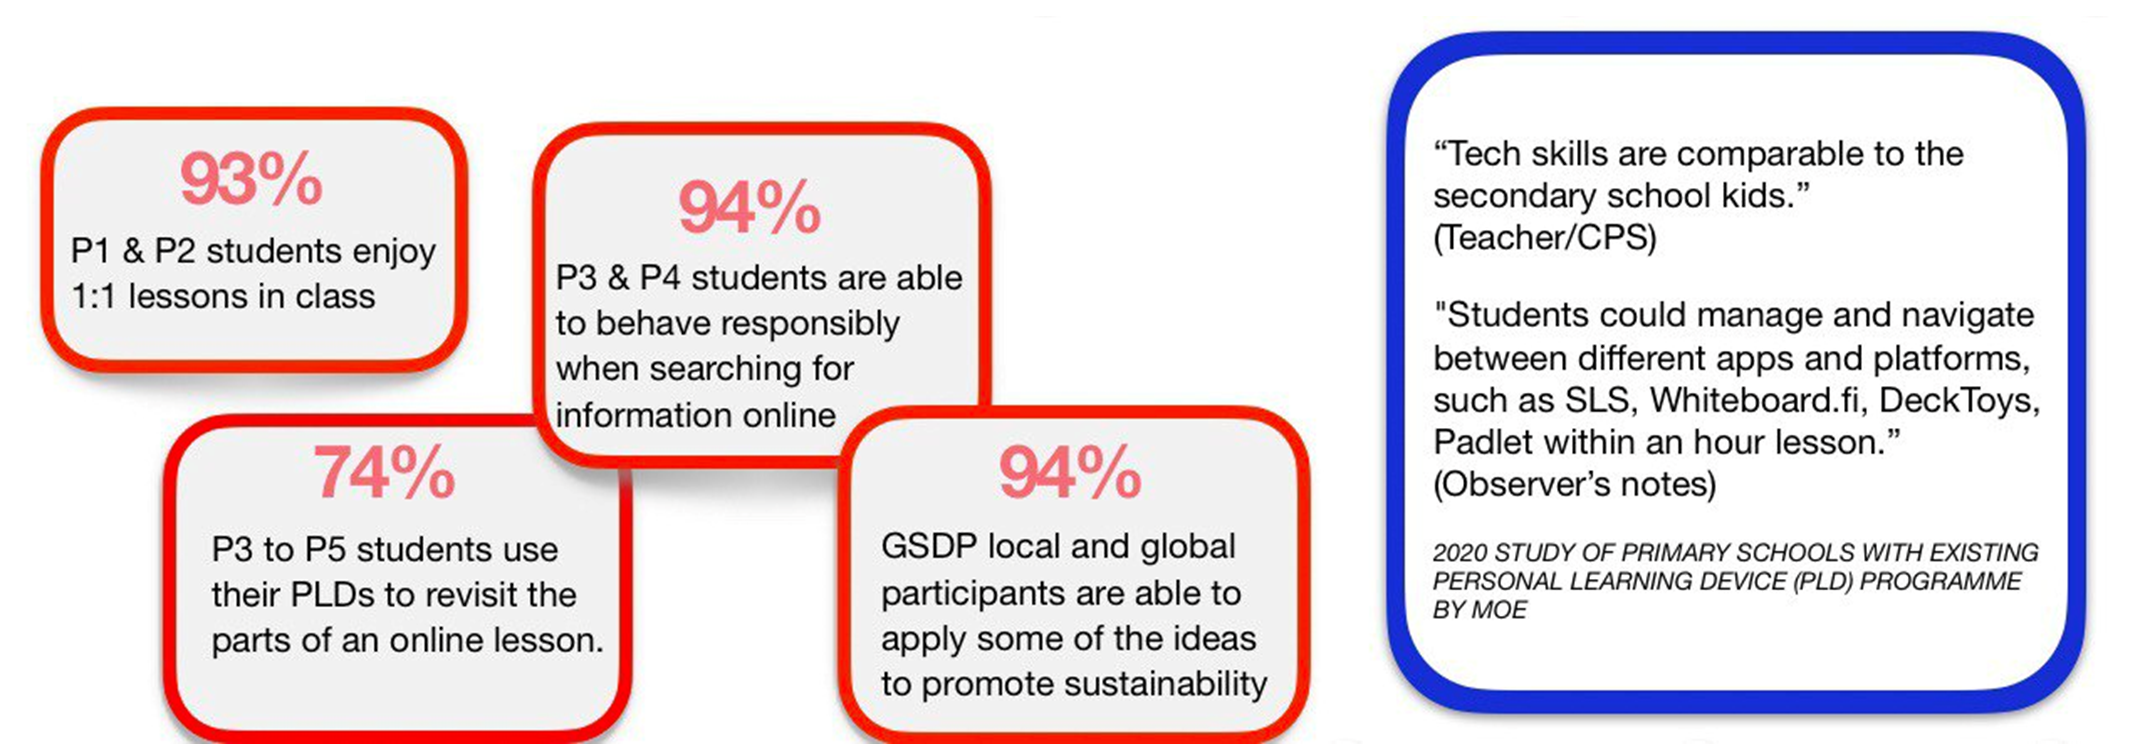 93%
P1 & P2 students enjoy
1:1 lessons in class
94%
P3 & P4 students are able
to behave responsibly
when searching for
information online
74%
P3 to P5 students use
their PLDs to revisit the
parts of an online lesson.
94%
GSDP local and global
participants are able to
apply some of the ideas
to promote sustainability
“Tech skills are comparable to the
secondary school kids.”
(Teacher/CPS)
"Students could manage and navigate
between different apps and platforms,
such as SLS, Whiteboard.fi, DeckToys,
Padlet within an hour lesson.”
(Observer’s notes)
2020 STUDY OF PRIMARY SCHOOLS WITH EXISTING
PERSONAL LEARNING DEVICE (PLD) PROGRAMME
BY MOE